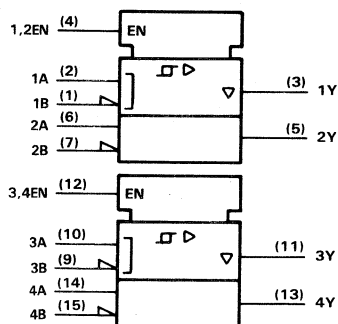 1,2EN (4) EN
1A (2)
1B (1)
(3) 1Y
2A (6)
2B (7)
(5) 2Y
3,4EN (12) EN
3A (10)
3B (9)
(11) 3Y
4A (14)
4B (15)
(13) 4Y